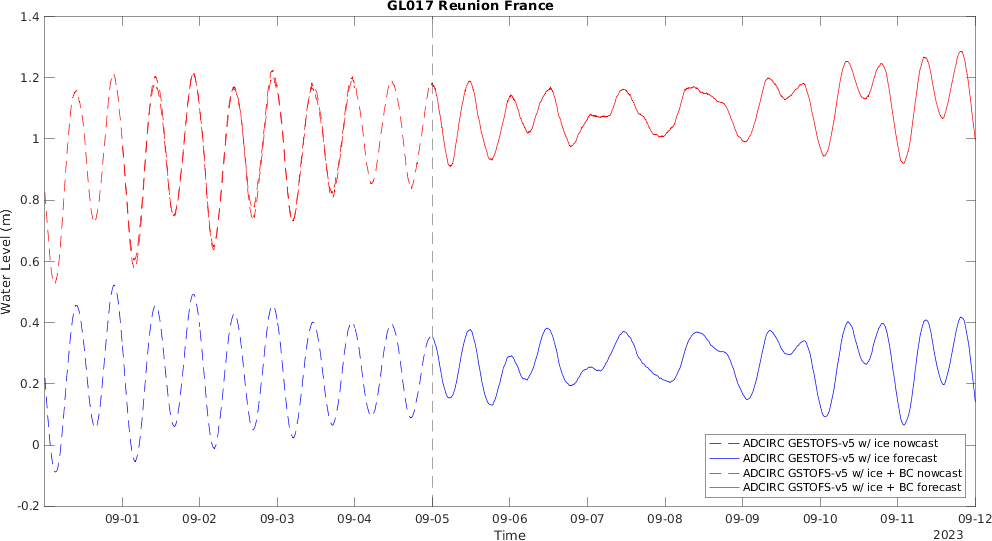 GL017 Reunion France
1.4
1.2
1
0.8
0.6
0.4
0.2
0
-0.2
Water Level (m)
09-01 09-02 09-03 09-04 09-05 09-06 09-07 09-08 09-09 09-10 09-11 09-12
Time
2023
ADCIRC GESTOFS-v5 w/ ice nowcast
ADCIRC GESTOFS-v5 w/ ice forecast
ADCIRC GSTOFS-v5 w/ ice + BC nowcast
ADCIRC GSTOFS-v5 w/ ice + BC forecast